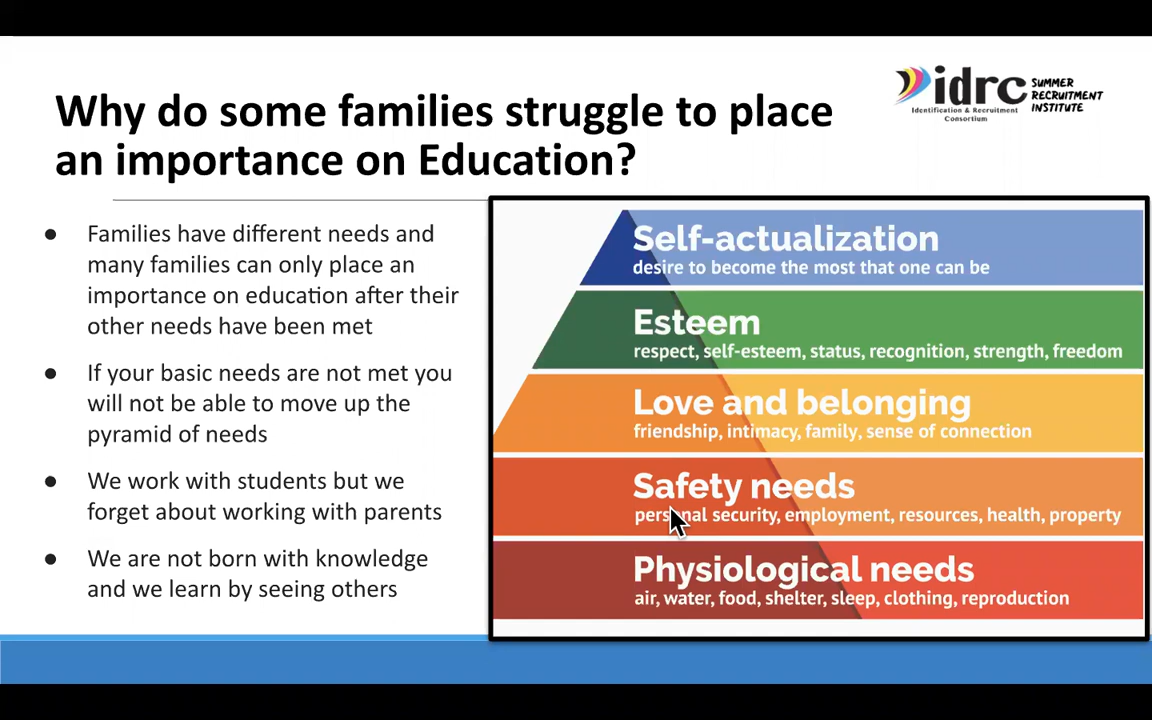 Why do some families struggle to place
an importance on Education?
idrc
Identification & Recruitment
Consortium
SUMMER
RECRUITMENT
INSTITUTE
● Families have different needs and
many families can only place an
importance on education after their
other needs have been met
● If your basic needs are not met you
will not be able to move up the
pyramid of needs
● We work with students but we
forget about working with parents
● We are not born with knowledge
and we learn by seeing others
Self-actualization
desire to become the most that one can be
Esteem
respect, self-esteem, status, recognition, strength, freedom
Love and belonging
friendship, intimacy, family, sense of connection
Safety needs
personal security, employment, resources, health, property
Physiological needs
air, water, food, shelter, sleep, clothing, reproduction